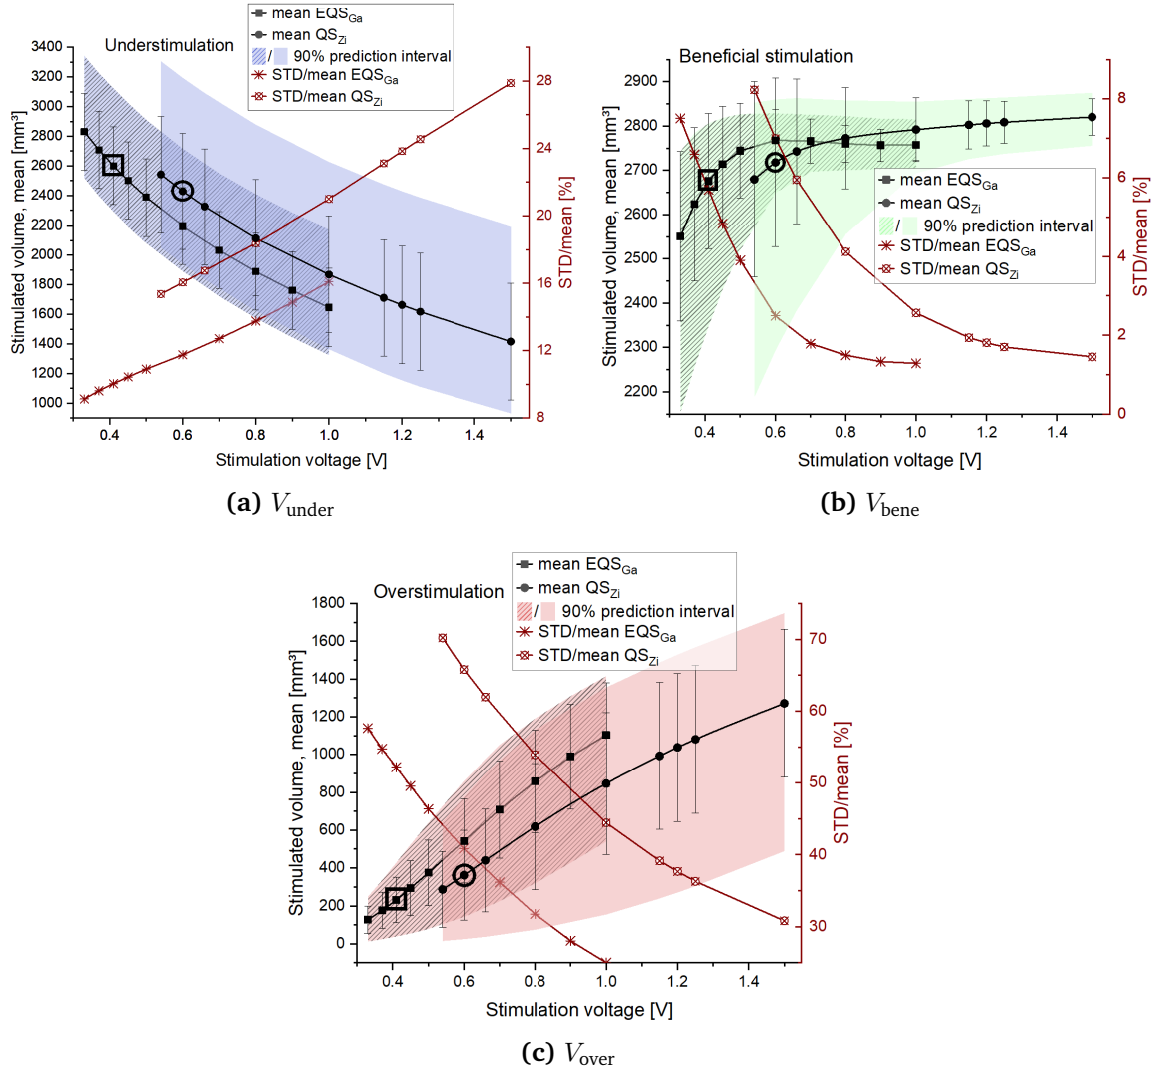 mean EQS_Ga
mean QS_Zi
/ 90% prediction interval
STD/mean EQS_Ga
STD/mean QS_Zi
Understimulation
3400
3200
3000
2800
2600
2400
2200
2000
1800
1600
1400
1200
1000
Stimulated volume, mean [mm³]
28
24
20
16
12
8
STD/mean [%]
0.4 0.6 0.8 1.0 1.2 1.4
Stimulation voltage [V]
(a) V_under
Beneficial stimulation
2900
2800
2700
2600
2500
2400
2300
2200
Stimulated volume, mean [mm³]
mean EQS_Ga
mean QS_Zi
/ 90% prediction interval
STD/mean EQS_Ga
STD/mean QS_Zi
8
6
4
2
0
STD/mean [%]
0.4 0.6 0.8 1.0 1.2 1.4
Stimulation voltage [V]
(b) V_bene
mean EQS_Ga
mean QS_Zi
/ 90% prediction interval
STD/mean EQS_Ga
STD/mean QS_Zi
Overstimulation
1800
1600
1400
1200
1000
800
600
400
200
0
Stimulated volume, mean [mm³]
70
60
50
40
30
STD/mean [%]
0.4 0.6 0.8 1.0 1.2 1.4
Stimulation voltage [V]
(c) V_over